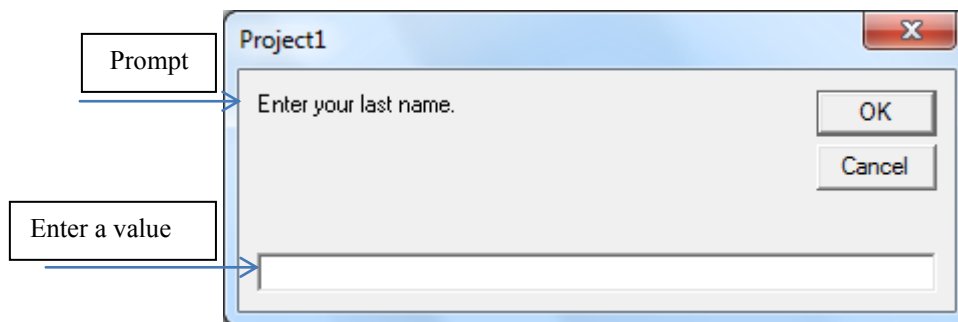 Project1
x
Prompt
Enter your last name.
OK
Cancel
Enter a value